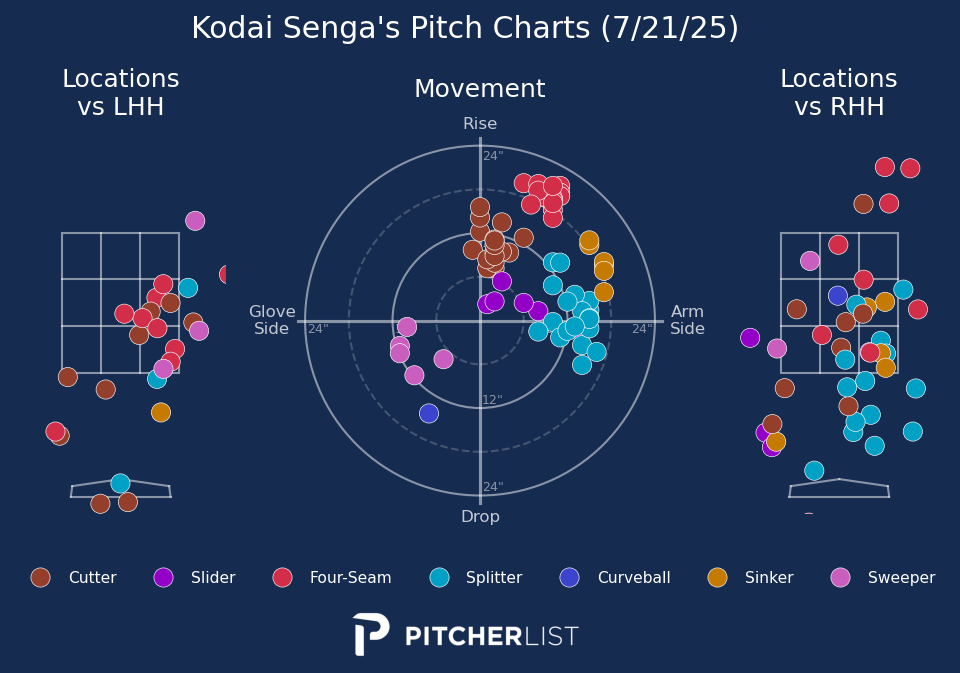 Kodai Senga's Pitch Charts (7/21/25)
Locations
vs LHH
Movement
Locations
vs RHH
Rise
24"
Glove
Side
24"
24"
Arm
Side
12"
24"
Drop
Cutter
Slider
Four-Seam
Splitter
Curveball
Sinker
Sweeper
PITCHERLIST